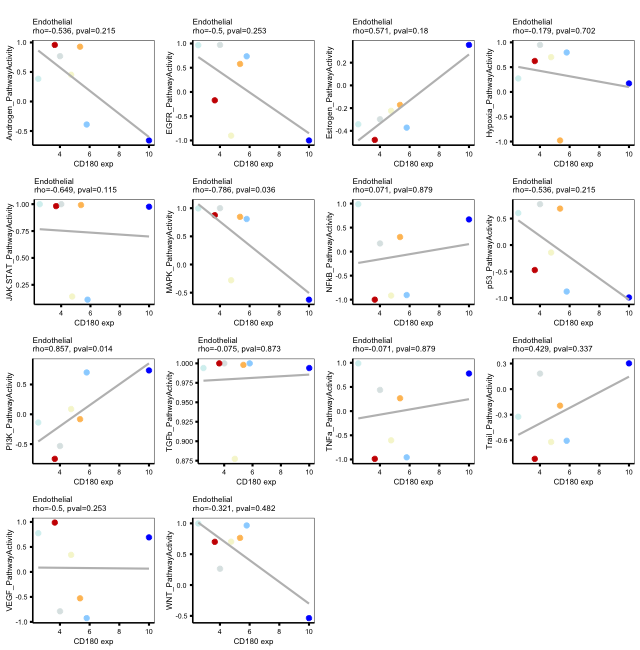 Endothelial
rho=-0.536, pval=0.215
Androgen_PathwayActivity
1.0
0.5
0.0
-0.5
4
6
8
10
CD180 exp
Endothelial
rho=-0.5, pval=0.253
EGFR_PathwayActivity
1.0
0.5
0.0
-0.5
-1.0
4
6
8
10
CD180 exp
Endothelial
rho=0.571, pval=0.18
Estrogen_PathwayActivity
0.2
0.0
-0.2
-0.4
4
6
8
10
CD180 exp
Endothelial
rho=-0.179, pval=0.702
Hypoxia_PathwayActivity
1.0
0.5
0.0
-1.0
4
6
8
10
CD180 exp
Endothelial
rho=-0.649, pval=0.115
JAK.STAT_PathwayActivity
1.00
0.75
0.50
0.25
4
6
8
10
CD180 exp
Endothelial
rho=-0.786, pval=0.036
MAPK_PathwayActivity
1.0
0.5
0.0
-0.5
4
6
8
10
CD180 exp
Endothelial
rho=0.071, pval=0.879
NFkB_PathwayActivity
1.0
0.5
0.0
-0.5
-1.0
4
6
8
10
CD180 exp
Endothelial
rho=-0.536, pval=0.215
p53_PathwayActivity
0.5
0.0
-0.5
-1.0
4
6
8
10
CD180 exp
Endothelial
rho=0.857, pval=0.014
PI3K_PathwayActivity
0.5
0.0
-0.5
4
6
8
10
CD180 exp
Endothelial
rho=-0.075, pval=0.873
TGFb_PathwayActivity
1.000
0.975
0.950
0.925
0.900
0.875
4
6
8
10
CD180 exp
Endothelial
rho=-0.071, pval=0.879
TNFa_PathwayActivity
1.0
0.5
0.0
-0.5
-1.0
4
6
8
10
CD180 exp
Endothelial
rho=0.429, pval=0.337
Trail_PathwayActivity
0.3
0.0
-0.3
-0.6
4
6
8
10
CD180 exp
Endothelial
rho=-0.5, pval=0.253
VEGF_PathwayActivity
1.0
0.5
0.0
-0.5
-1.0
4
6
8
10
CD180 exp
Endothelial
rho=-0.321, pval=0.482
WNT_PathwayActivity
1.0
0.5
0.0
-0.5
4
6
8
10
CD180 exp